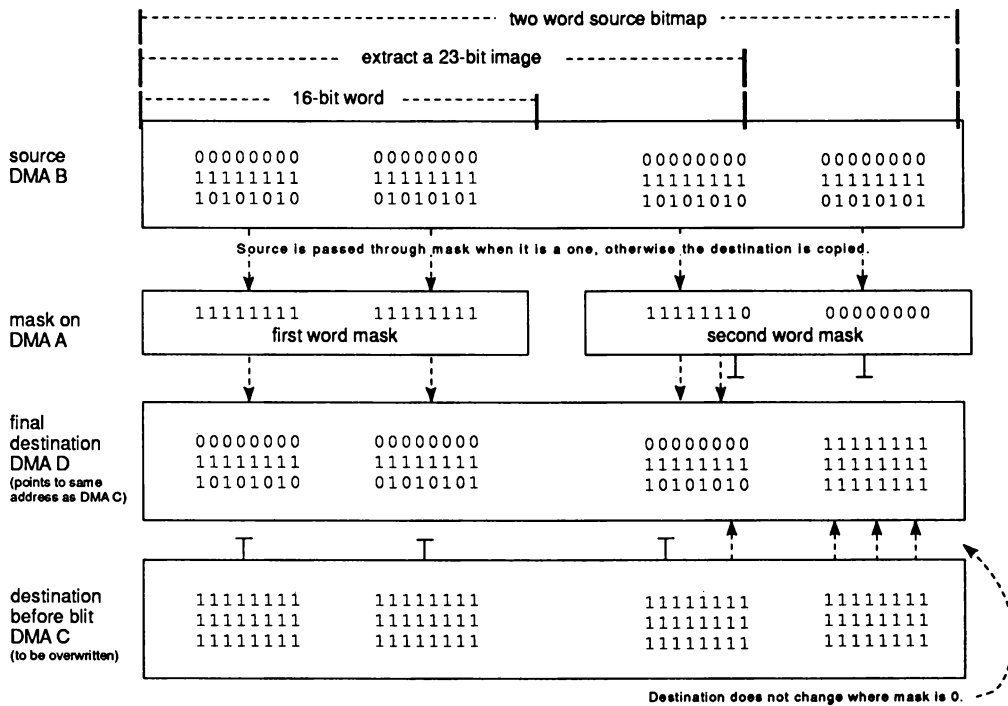 two word source bitmap
extract a 23-bit image
16-bit word
source
DMA B
00000000 00000000 00000000 00000000
11111111 11111111 11111111 11111111
10101010 01010101 10101010 01010101
Source is passed through mask when it is a one, otherwise the destination is copied.
mask on
DMA A
11111111 11111111 11111110 00000000
first word mask second word mask
final
destination
DMA D
(points to same
address as DMA C)
00000000 00000000 00000000 11111111
11111111 11111111 11111111 11111111
10101010 01010101 10101010 11111111
destination
before blit
DMA C
(to be overwritten)
11111111 11111111 11111111 11111111
11111111 11111111 11111111 11111111
11111111 11111111 11111111 11111111
Destination does not change where mask is 0.